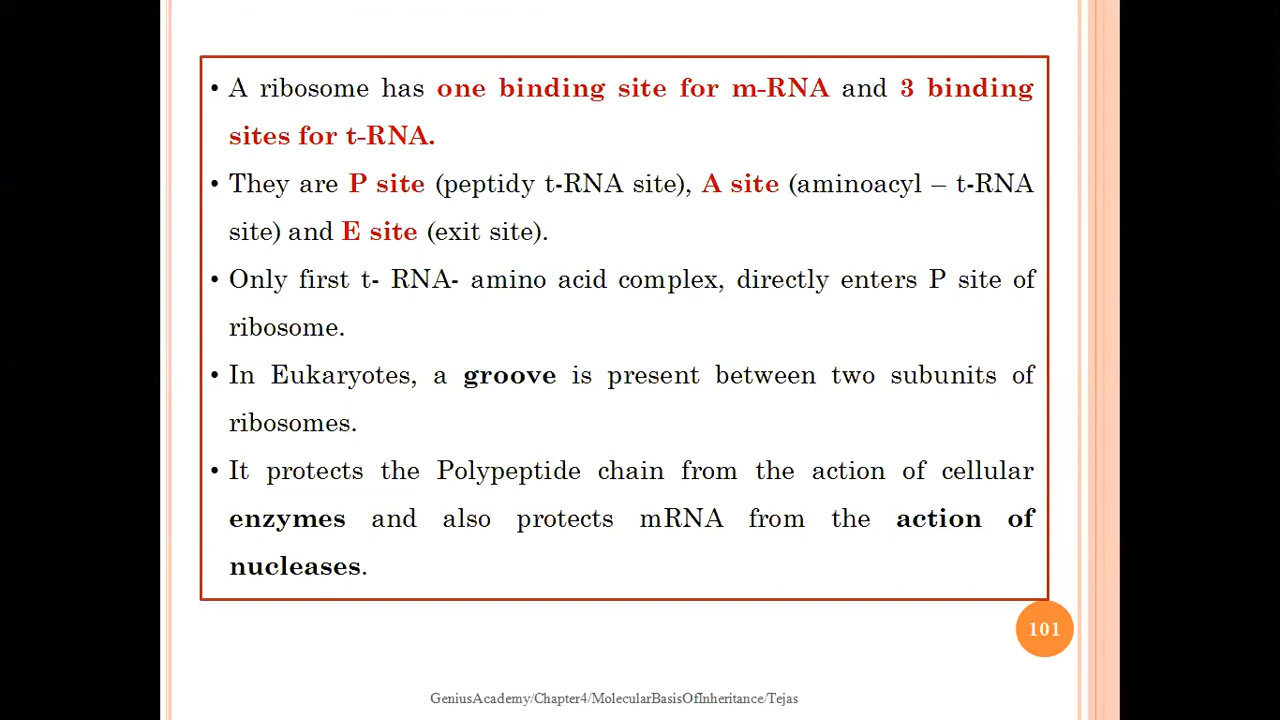 • A ribosome has one binding site for m-RNA and 3 binding
sites for t-RNA.
• They are P site (peptidy t-RNA site), A site (aminoacyl – t-RNA
site) and E site (exit site).
• Only first t- RNA- amino acid complex, directly enters P site of
ribosome.
• In Eukaryotes, a groove is present between two subunits of
ribosomes.
• It protects the Polypeptide chain from the action of cellular
enzymes and also protects mRNA from the action of
nucleases.
101
GeniusAcademy/Chapter4/MolecularBasisOfInheritance/Tejas